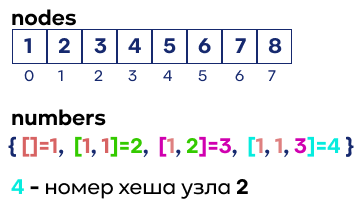 nodes
1 2 3 4 5 6 7 8
0 1 2 3 4 5 6 7
numbers
{ []=1, [1, 1]=2, [1, 2]=3, [1, 1, 3]=4 }
4 - номер хеша узла 2